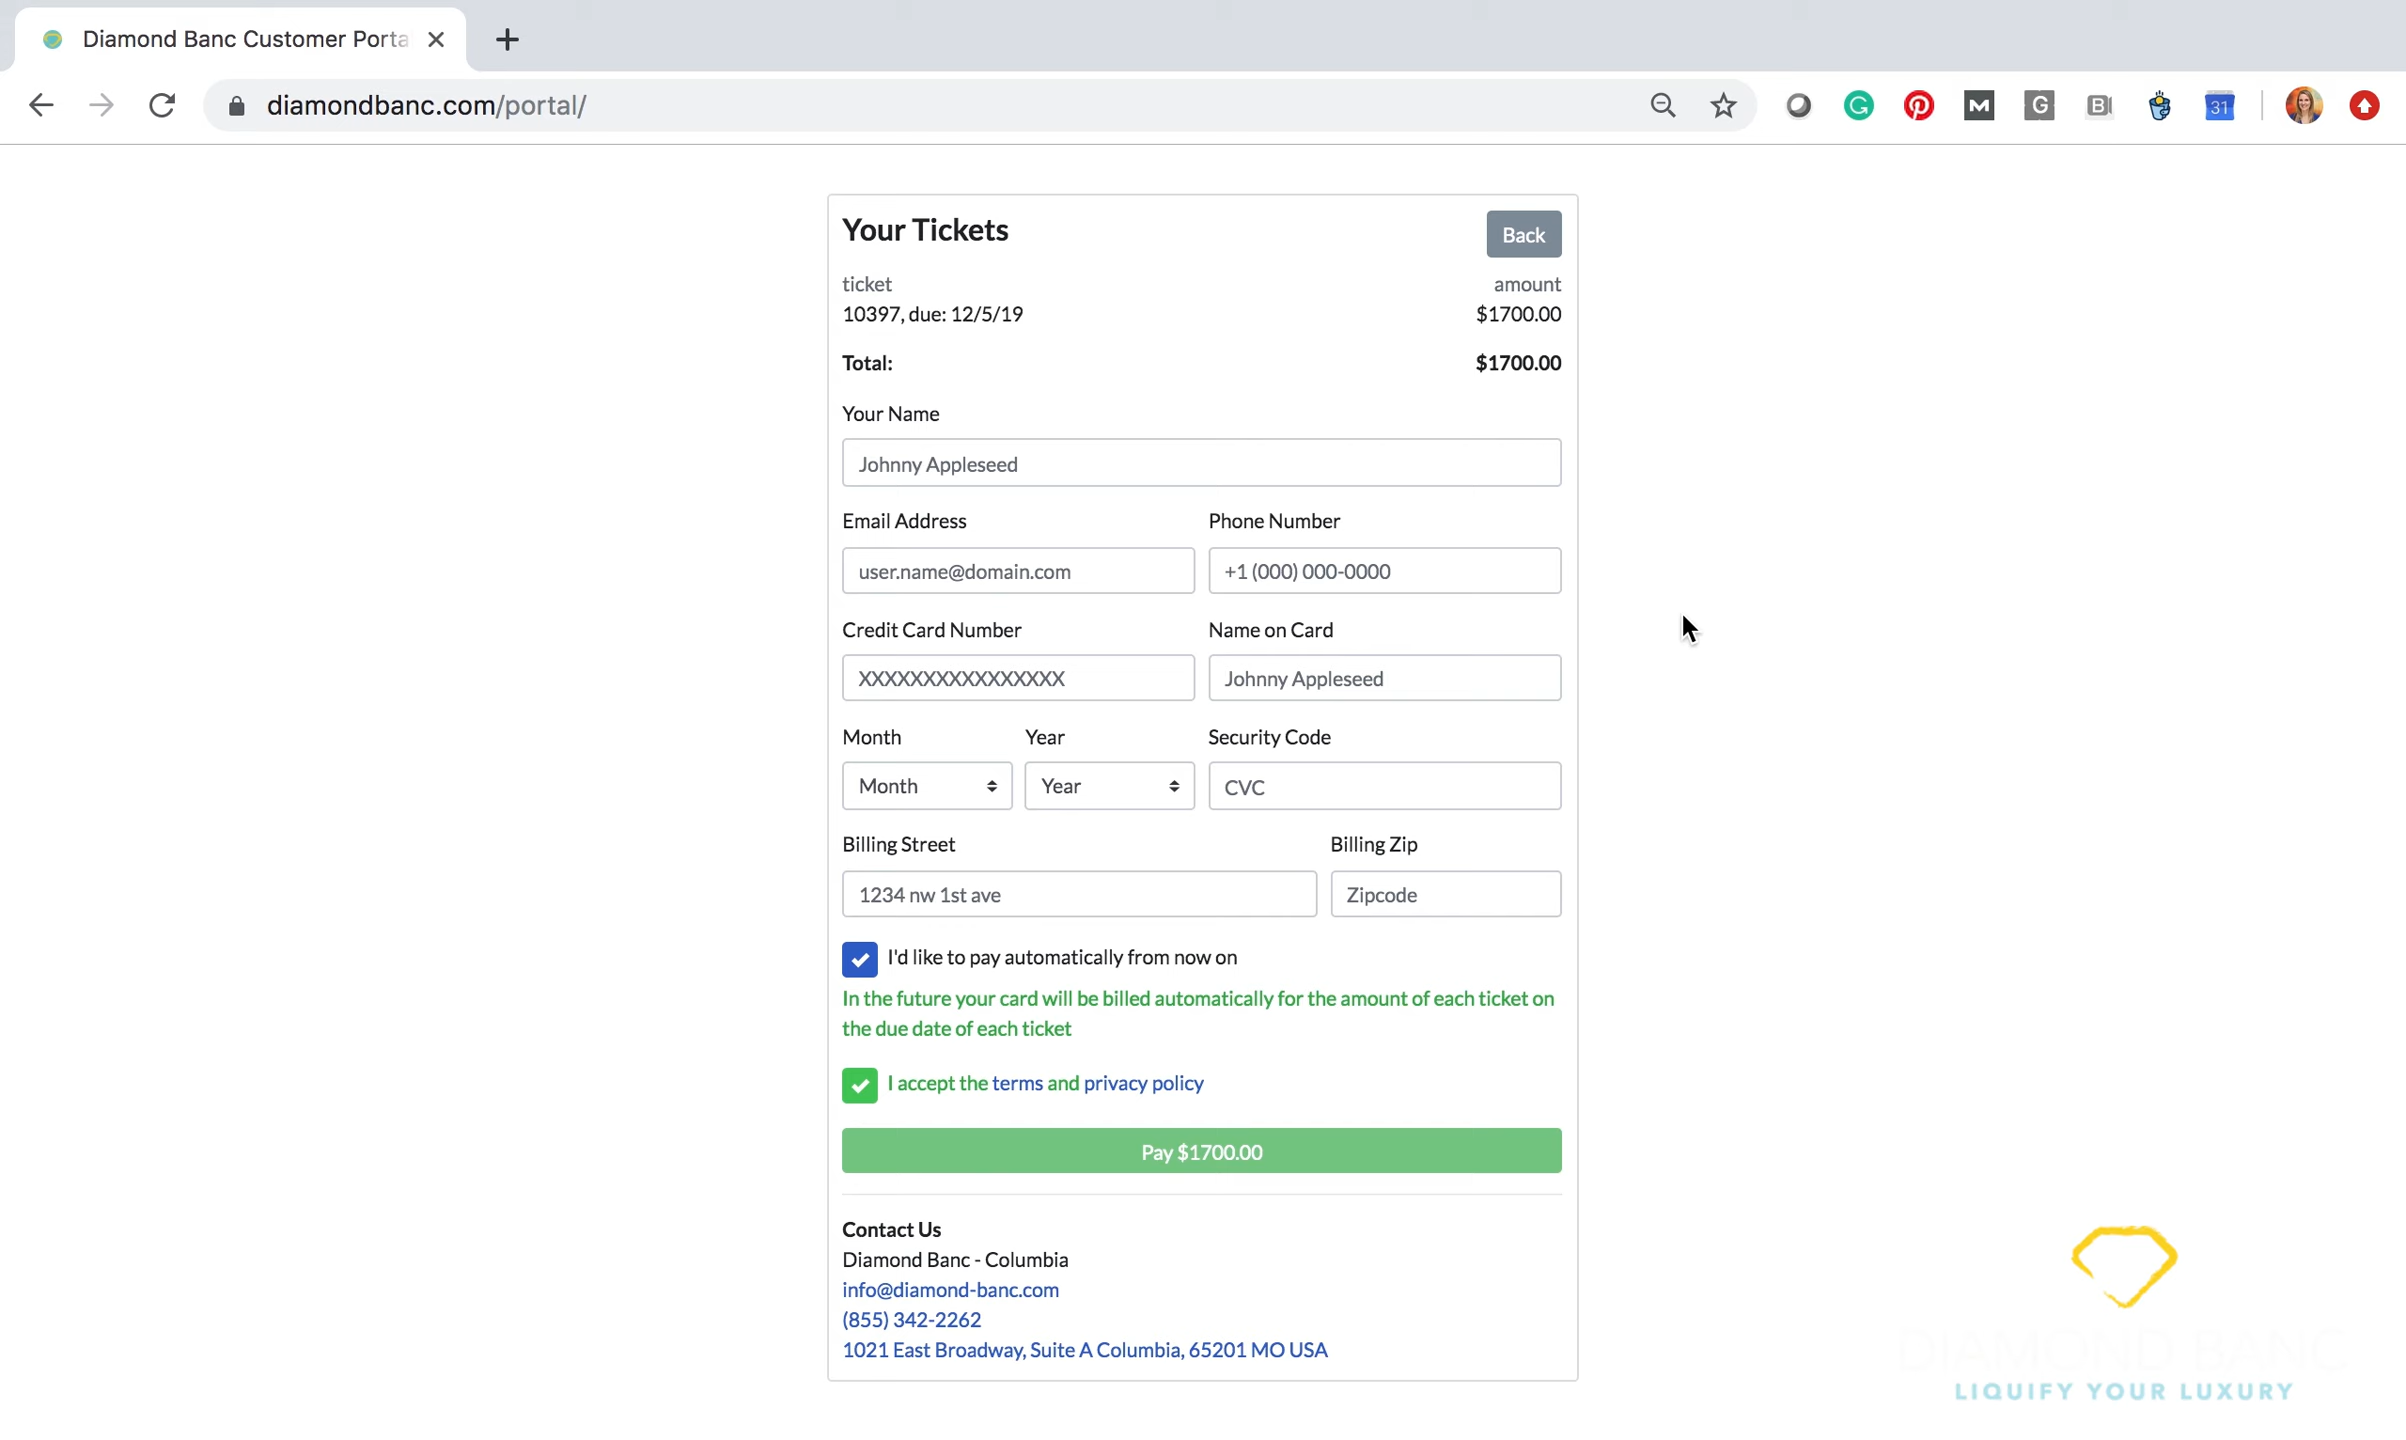 Diamond Banc Customer Porta
diamondbanc.com/portal/
31
Your Tickets
Back
ticket amount
10397, due: 12/5/19 $1700.00
Total: $1700.00
Your Name
Johnny Appleseed
Email Address Phone Number
user.name@domain.com +1 (000) 000-0000
Credit Card Number Name on Card
XXXXXXXXXXXXXXXX Johnny Appleseed
Month Year Security Code
Month Year CVC
Billing Street Billing Zip
1234 nw 1st ave Zipcode
I'd like to pay automatically from now on
In the future your card will be billed automatically for the amount of each ticket on
the due date of each ticket
I accept the terms and privacy policy
Pay $1700.00
Contact Us
Diamond Banc - Columbia
info@diamond-banc.com
(855) 342-2262
1021 East Broadway, Suite A Columbia, 65201 MO USA
DIAMOND BANC
LIQUIFY YOUR LUXURY